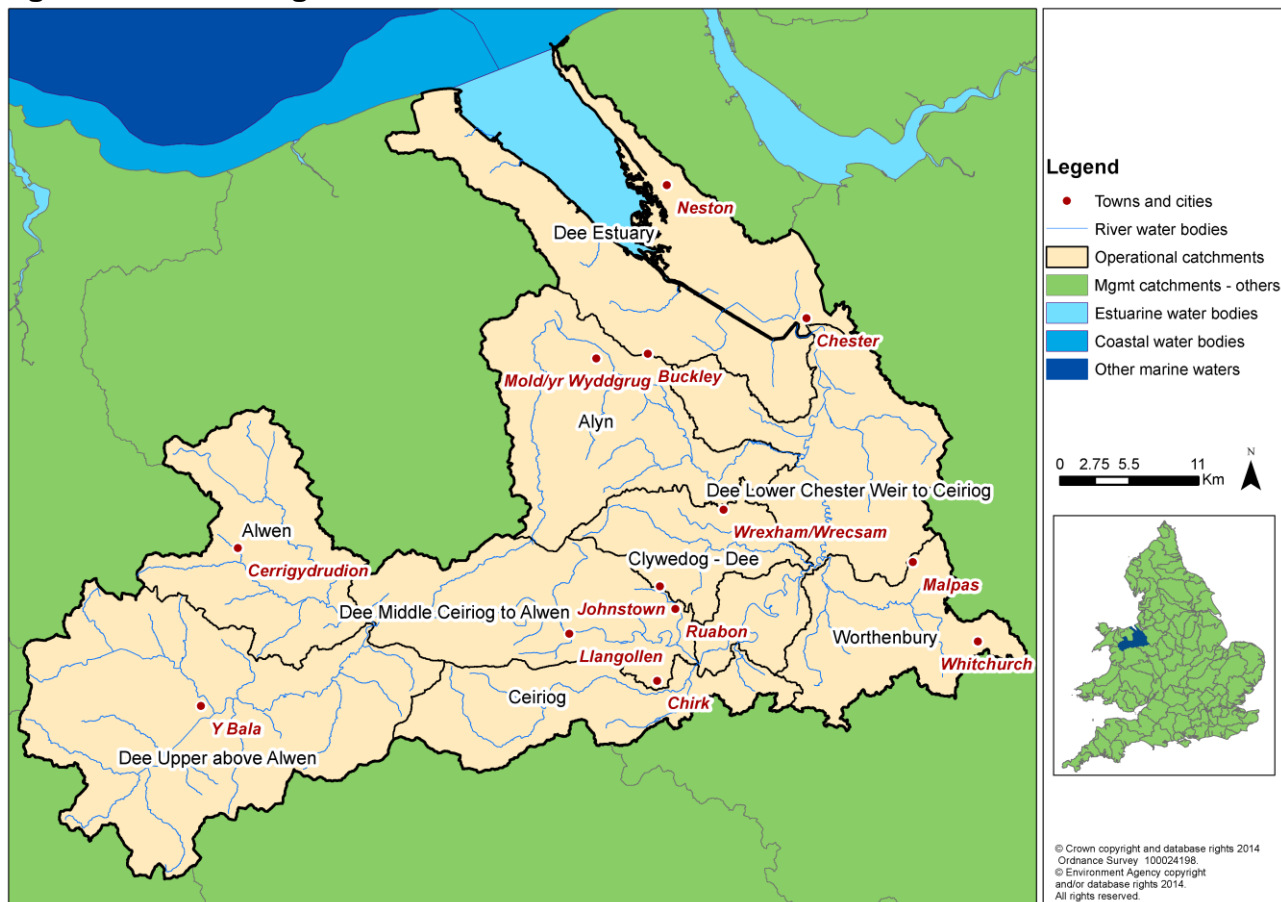 Neston
Dee Estuary
Chester
Buckley
Mold/yr Wyddgrug
Alyn
Dee Lower Chester Weir to Ceiriog
Wrexham/Wrecsam
Alwen
Cerrigydrudion
Clywedog - Dee
Malpas
Dee Middle Ceiriog to Alwen
Johnstown
Ruabon
Worthenbury
Llangollen
Whitchurch
Ceiriog
Chirk
Y Bala
Dee Upper above Alwen
Legend
Towns and cities
River water bodies
Operational catchments
Mgmt catchments - others
Estuarine water bodies
Coastal water bodies
Other marine waters
0 2.75 5.5 11
Km
N
© Crown copyright and database rights 2014
Ordnance Survey 100024198.
© Environment Agency copyright
and/or database rights 2014.
All rights reserved.